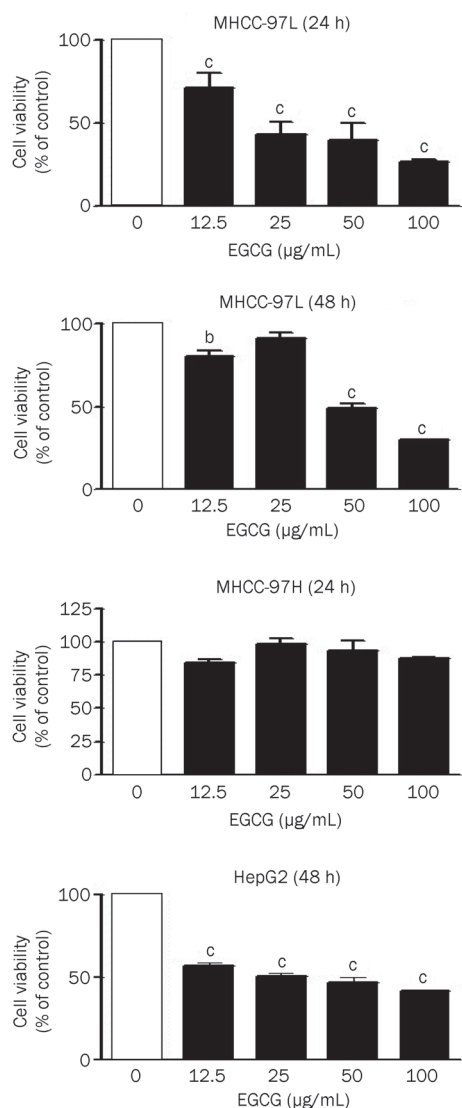 MHCC-97L (24 h)
Cell viability
(% of control)
100
50
0
c
c
c
c
0 12.5 25 50 100
EGCG (µg/mL)
MHCC-97L (48 h)
Cell viability
(% of control)
100
50
0
b
c
c
0 12.5 25 50 100
EGCG (µg/mL)
MHCC-97H (24 h)
Cell viability
(% of control)
125
100
75
50
25
0
0 12.5 25 50 100
EGCG (µg/mL)
HepG2 (48 h)
Cell viability
(% of control)
100
50
0
c
c
c
c
0 12.5 25 50 100
EGCG (µg/mL)